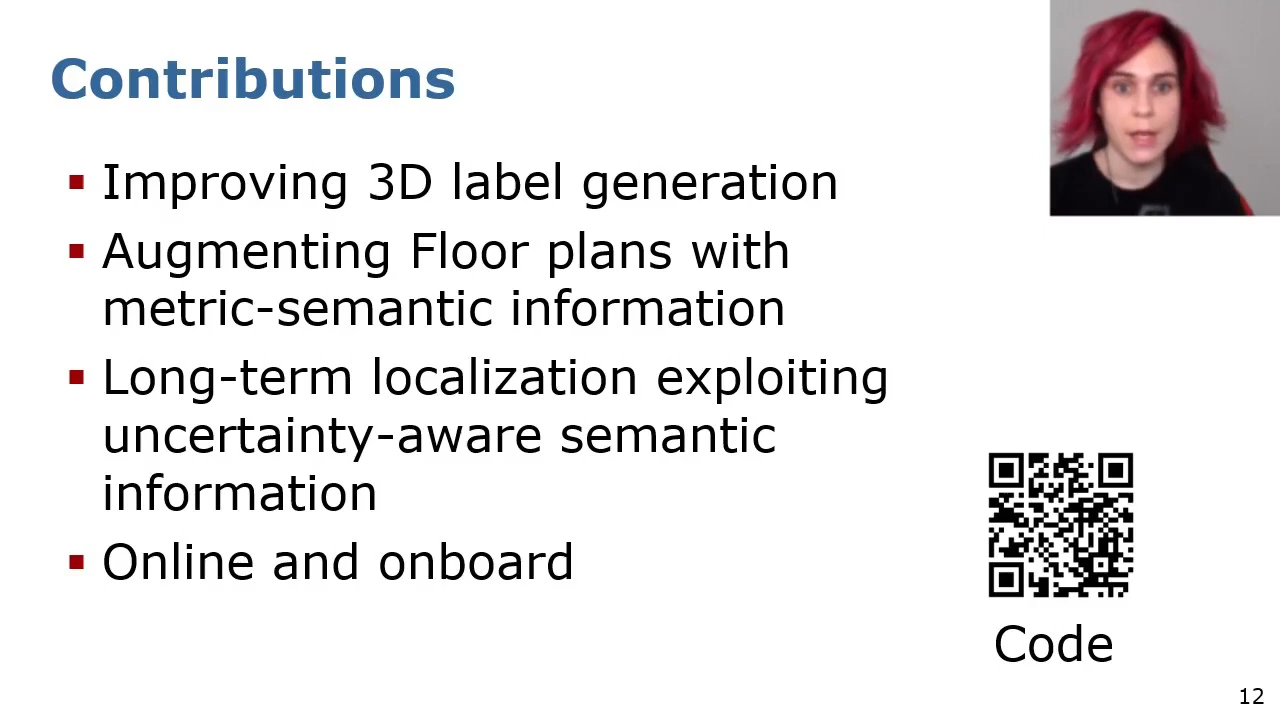 Contributions
Improving 3D label generation
Augmenting Floor plans with
metric-semantic information
Long-term localization exploiting
uncertainty-aware semantic
information
Online and onboard
Code
12